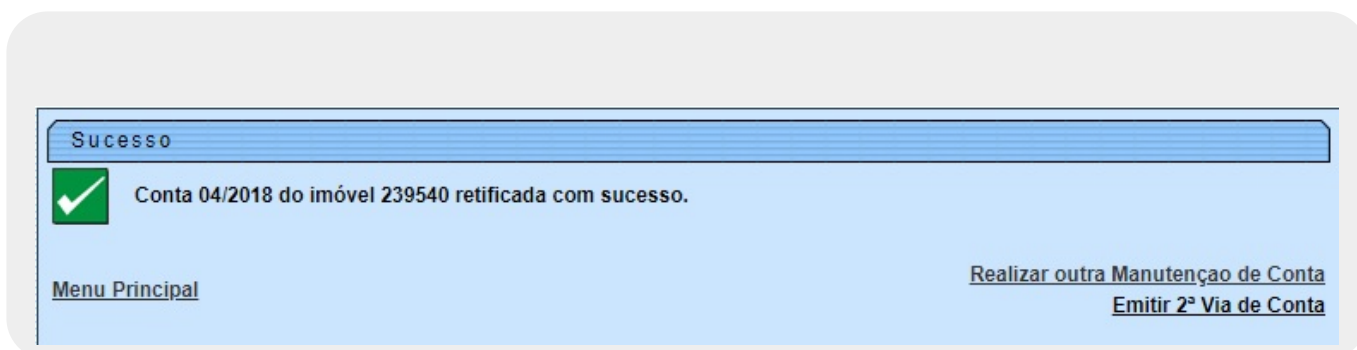 Sucesso
Conta 04/2018 do imóvel 239540 retificada com sucesso.
Menu Principal
Realizar outra Manutençao de Conta
Emitir 2ª Via de Conta